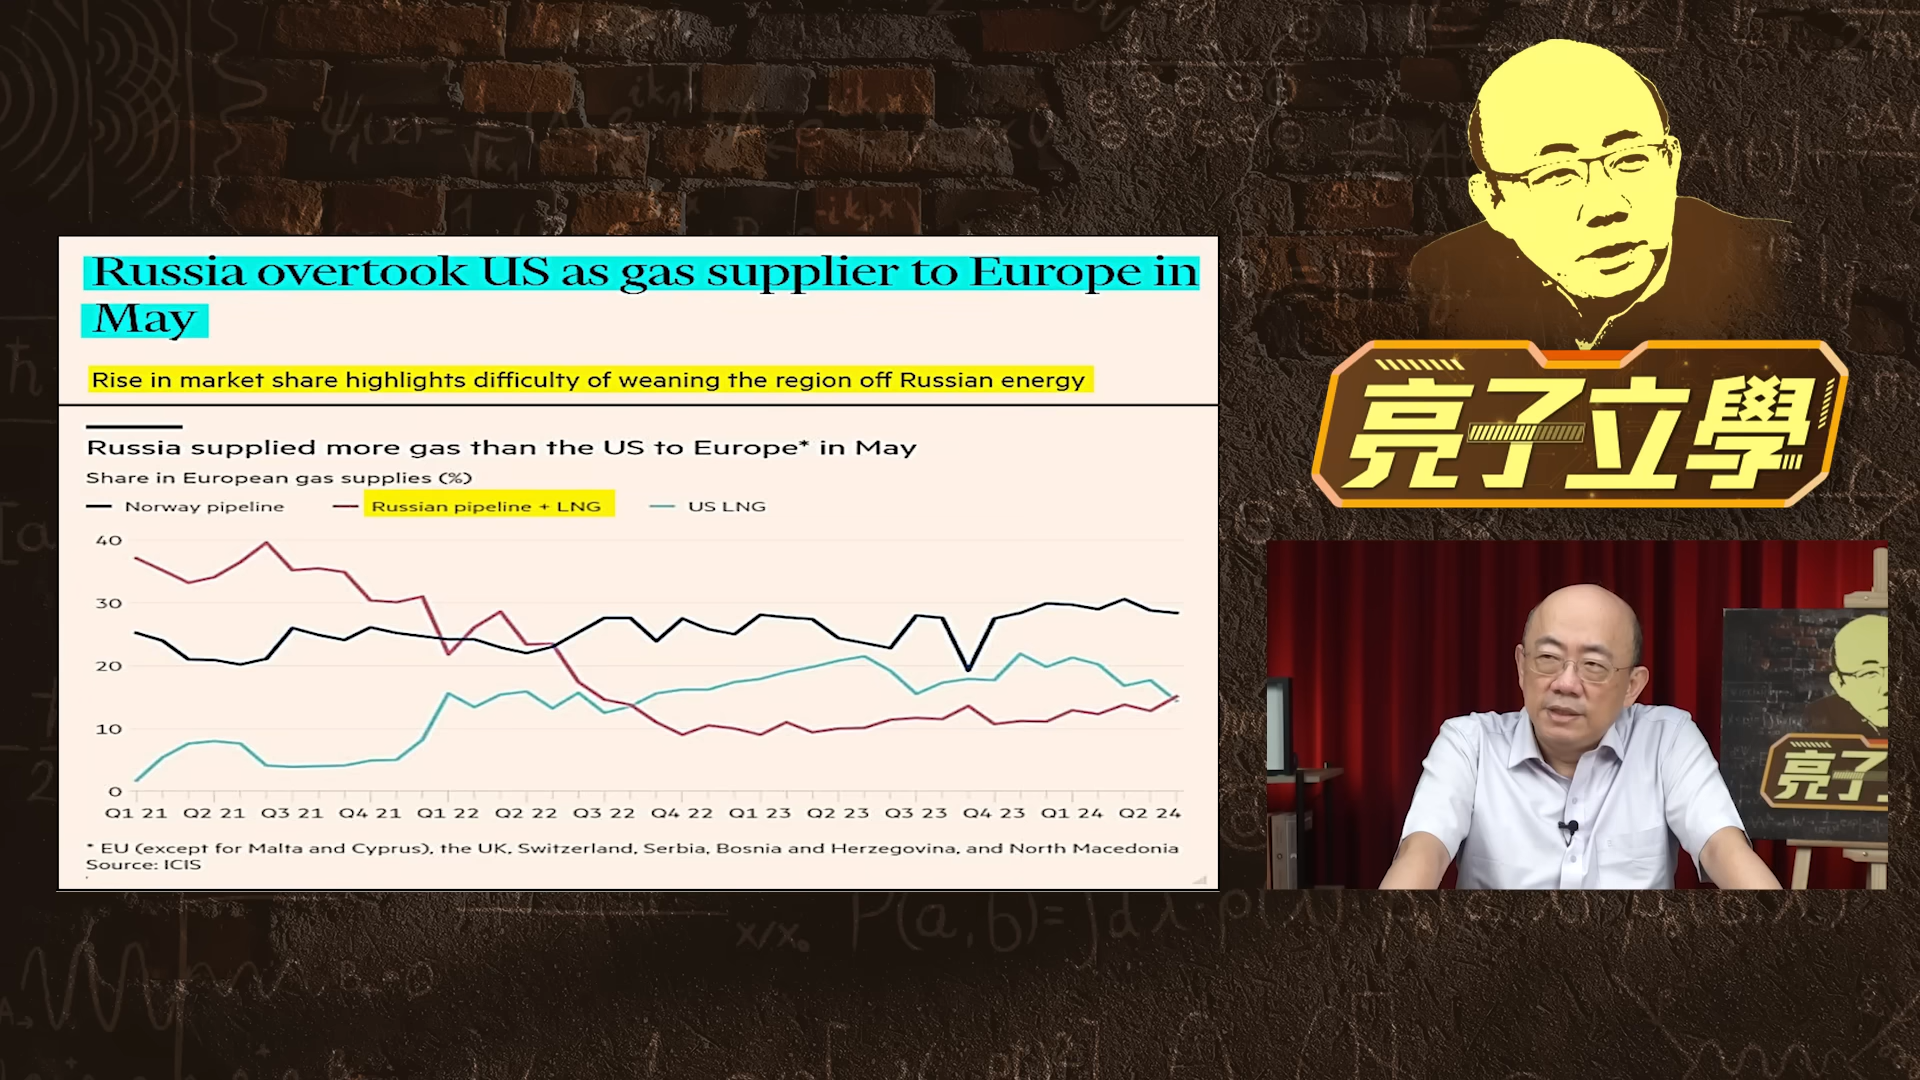 Russia overtook US as gas supplier to Europe in
May
Rise in market share highlights difficulty of weaning the region off Russian energy
Russia supplied more gas than the US to Europe* in May
Share in European gas supplies (%)
Norway pipeline Russian pipeline + LNG US LNG
40
30
20
10
0
Q1 21 Q2 21 Q3 21 Q4 21 Q1 22 Q2 22 Q3 22 Q4 22 Q1 23 Q2 23 Q3 23 Q4 23 Q1 24 Q2 24
* EU (except for Malta and Cyprus), the UK, Switzerland, Serbia, Bosnia and Herzegovina, and North Macedonia
Source: ICIS
亮了立學
亮了